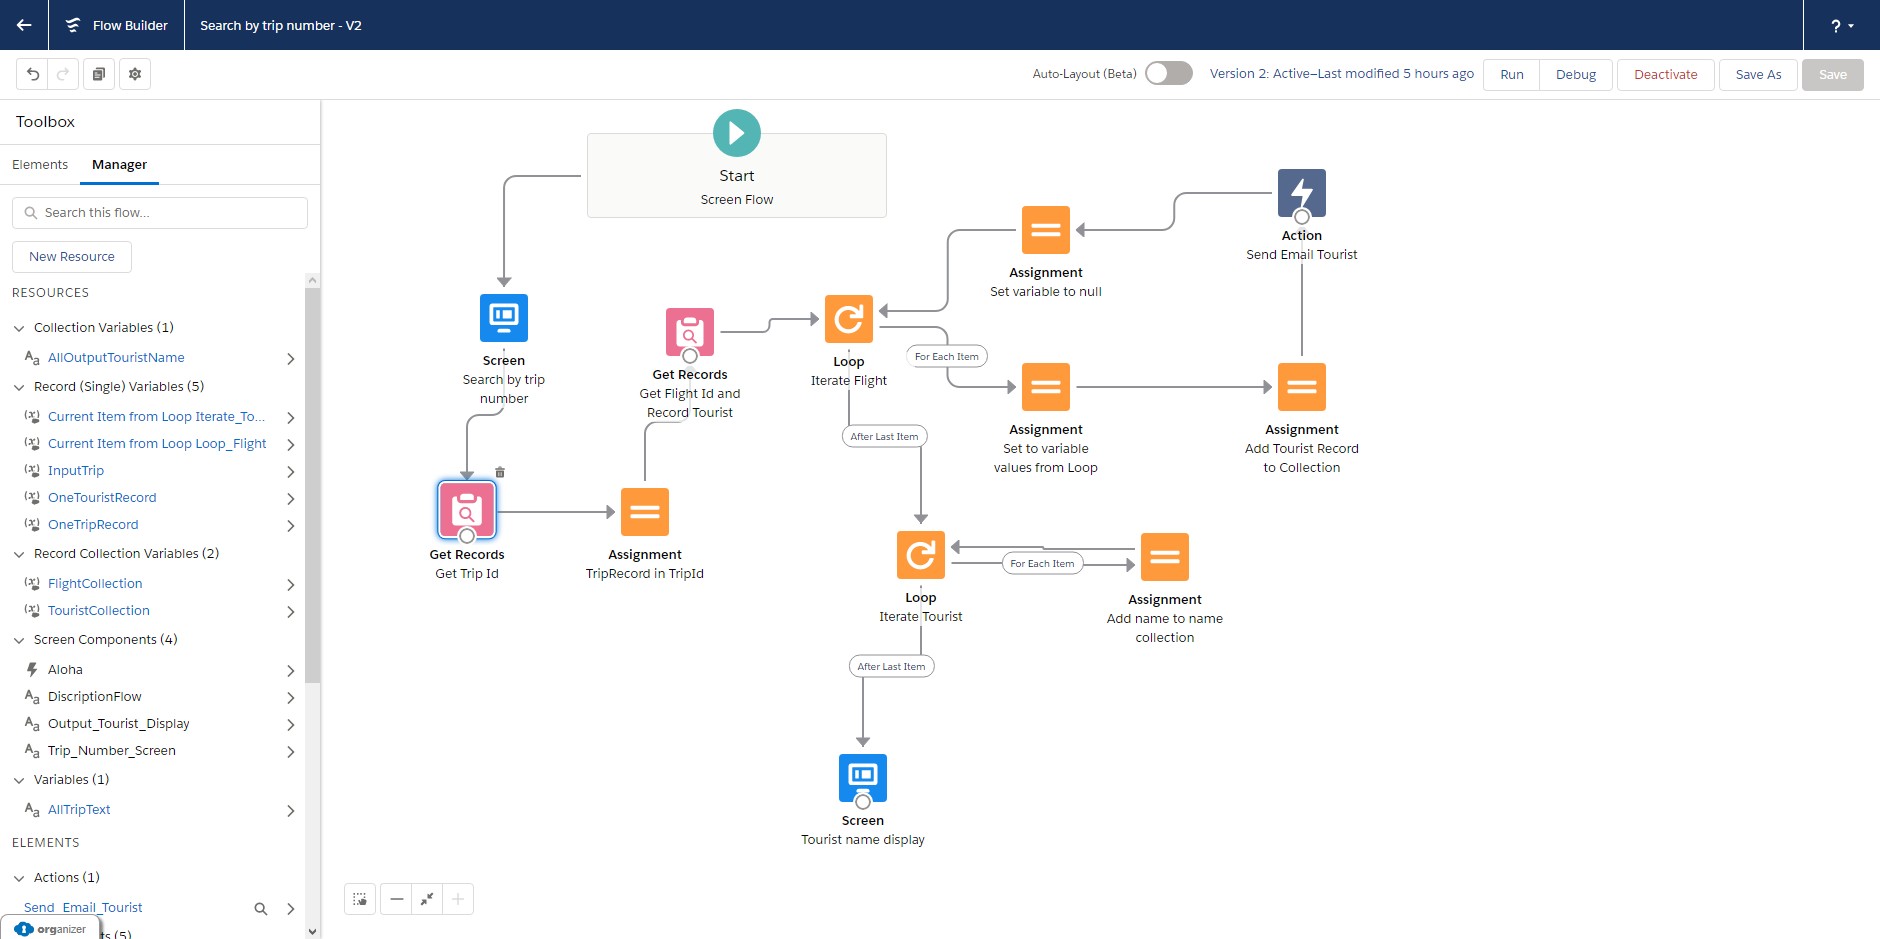 Flow Builder
Search by trip number - V2
?
Auto-Layout (Beta)
Version 2: Active–Last modified 5 hours ago
Run
Debug
Deactivate
Save As
Save
Toolbox
Elements
Manager
Search this flow...
New Resource
RESOURCES
Collection Variables (1)
AllOutputTouristName
Record (Single) Variables (5)
Current Item from Loop Iterate_To...
Current Item from Loop Loop_Flight
InputTrip
OneTouristRecord
OneTripRecord
Record Collection Variables (2)
FlightCollection
TouristCollection
Screen Components (4)
Aloha
DiscriptionFlow
Output_Tourist_Display
Trip_Number_Screen
Variables (1)
AllTripText
ELEMENTS
Actions (1)
Send_Email_Tourist
ts (5)
organizer
Start
Screen Flow
Screen
Search by trip
number
Get Records
Get Trip Id
Assignment
TripRecord in TripId
Get Records
Get Flight Id and
Record Tourist
Loop
Iterate Flight
For Each Item
After Last Item
Assignment
Set variable to null
Action
Send Email Tourist
Assignment
Set to variable
values from Loop
Assignment
Add Tourist Record
to Collection
Loop
Iterate Tourist
For Each Item
After Last Item
Assignment
Add name to name
collection
Screen
Tourist name display